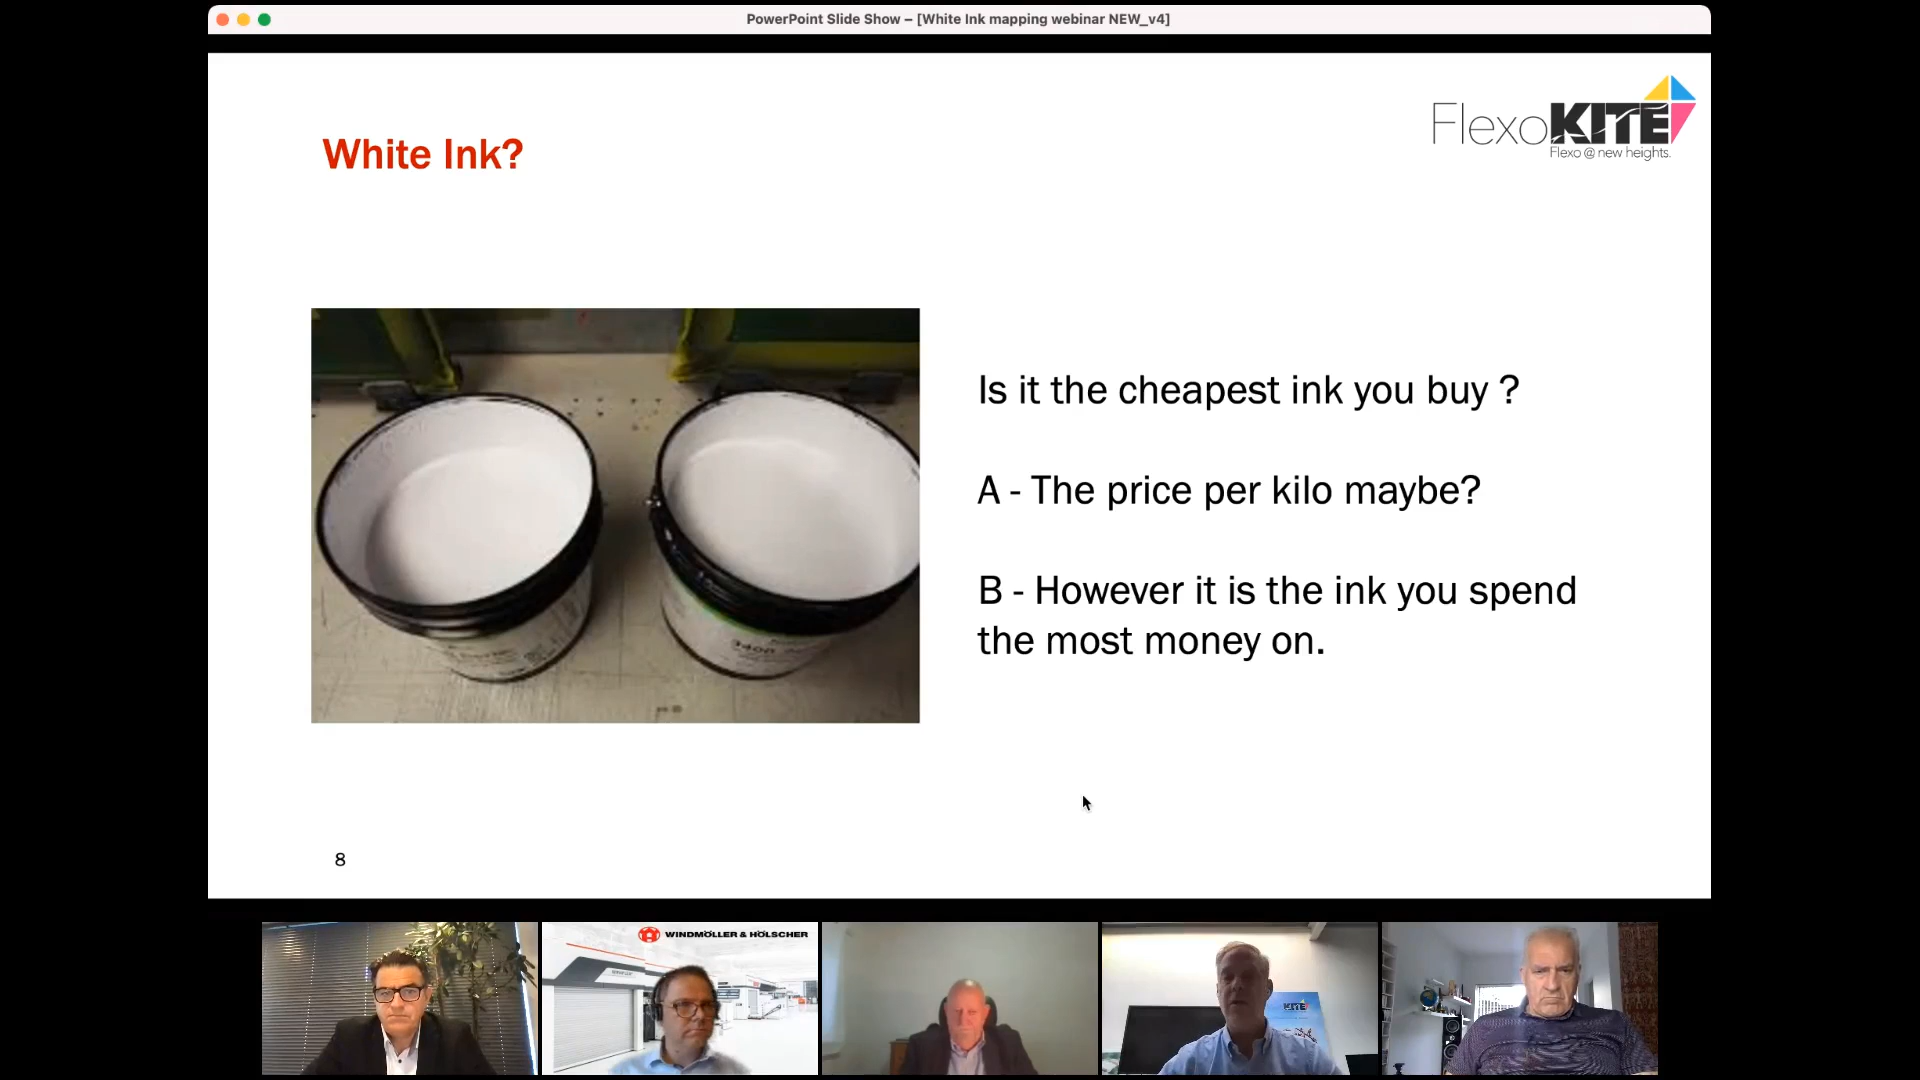 PowerPoint Slide Show – [White Ink mapping webinar NEW_v4]
FlexoKITE
Flexo @ new heights.
White Ink?
Is it the cheapest ink you buy ?
A - The price per kilo maybe?
B - However it is the ink you spend
the most money on.
8
WINDMÖLLER & HÖLSCHER
KITE